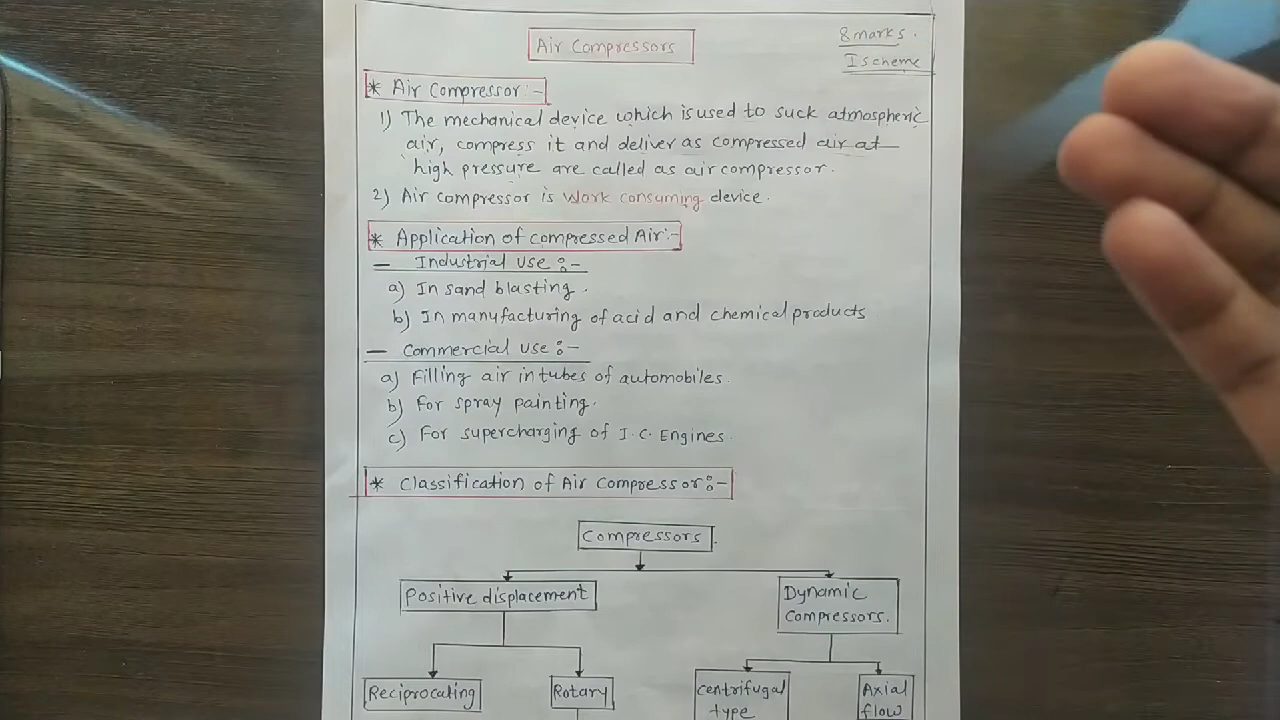 Air Compressors
8 marks.
I scheme
* Air Compressor:-
1) The mechanical device which is used to suck atmospheric
air, compress it and deliver as compressed air at
high pressure are called as air compressor.
2) Air compressor is work consuming device.
* Application of compressed Air:-
— Industrial use :-
a) In sand blasting.
b) In manufacturing of acid and chemical products
— Commercial use :-
a) Filling air in tubes of automobiles.
b) For spray painting.
c) For supercharging of I.C. Engines.
* Classification of Air Compressor:-
Compressors.
Positive displacement
Dynamic
Compressors.
Reciprocating
Rotary
Centrifugal
type
Axial
flow